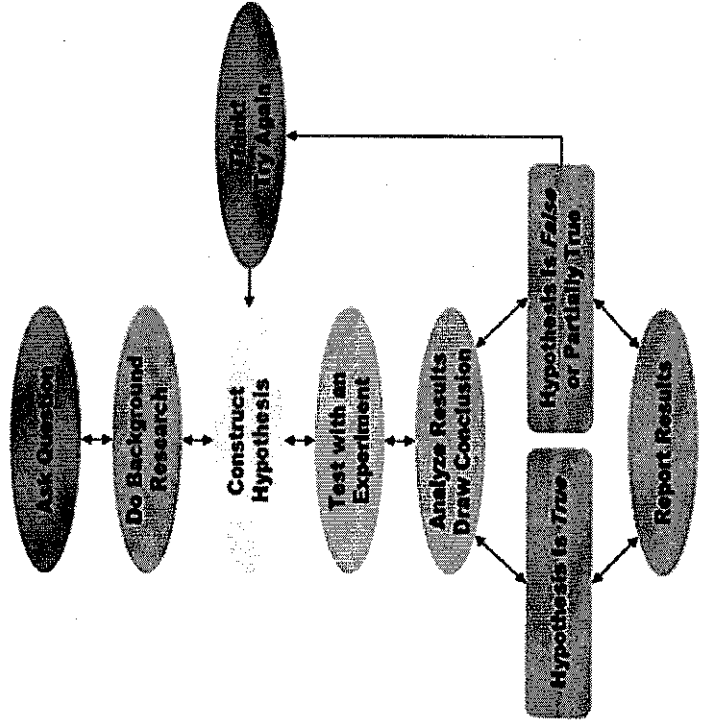 Ask Question
Do Background
Research
Construct
Hypothesis
Test with an
Experiment
Analyze Results
Draw Conclusion
Hypothesis is True
Hypothesis is False
or Partially True
Report Results
Think!
Try Again